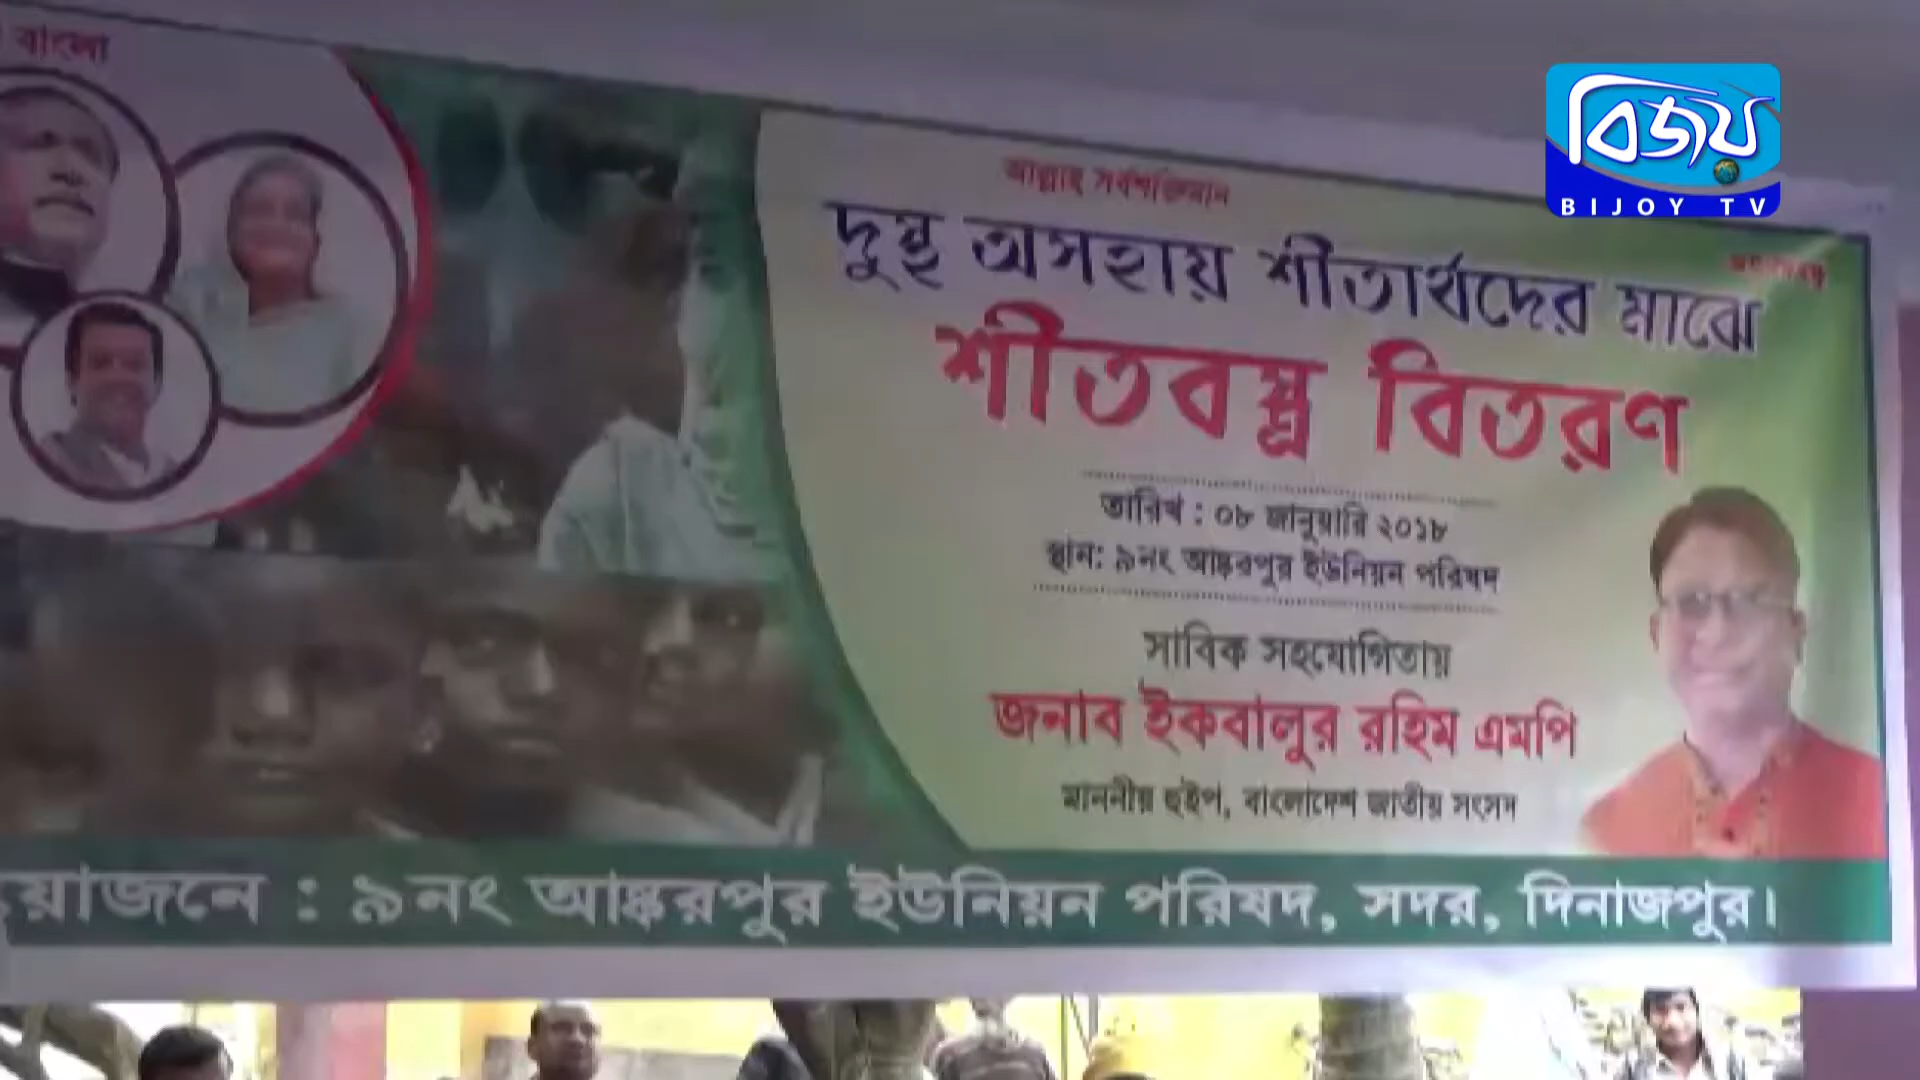 বাংলা
বিজয়
BIJOY TV
আল্লাহ সর্বশক্তিমান
দুস্থ অসহায় শীতার্থদের মাঝে
শীতবস্ত্র বিতরণ
তারিখ : ০৮ জানুয়ারি ২০১৮
স্থান: ৯নং আস্করপুর ইউনিয়ন পরিষদ
সার্বিক সহযোগিতায়
জনাব ইকবালুর রহিম এমপি
মাননীয় হুইপ, বাংলাদেশ জাতীয় সংসদ
য়োজনে : ৯নং আস্করপুর ইউনিয়ন পরিষদ, সদর, দিনাজপুর।